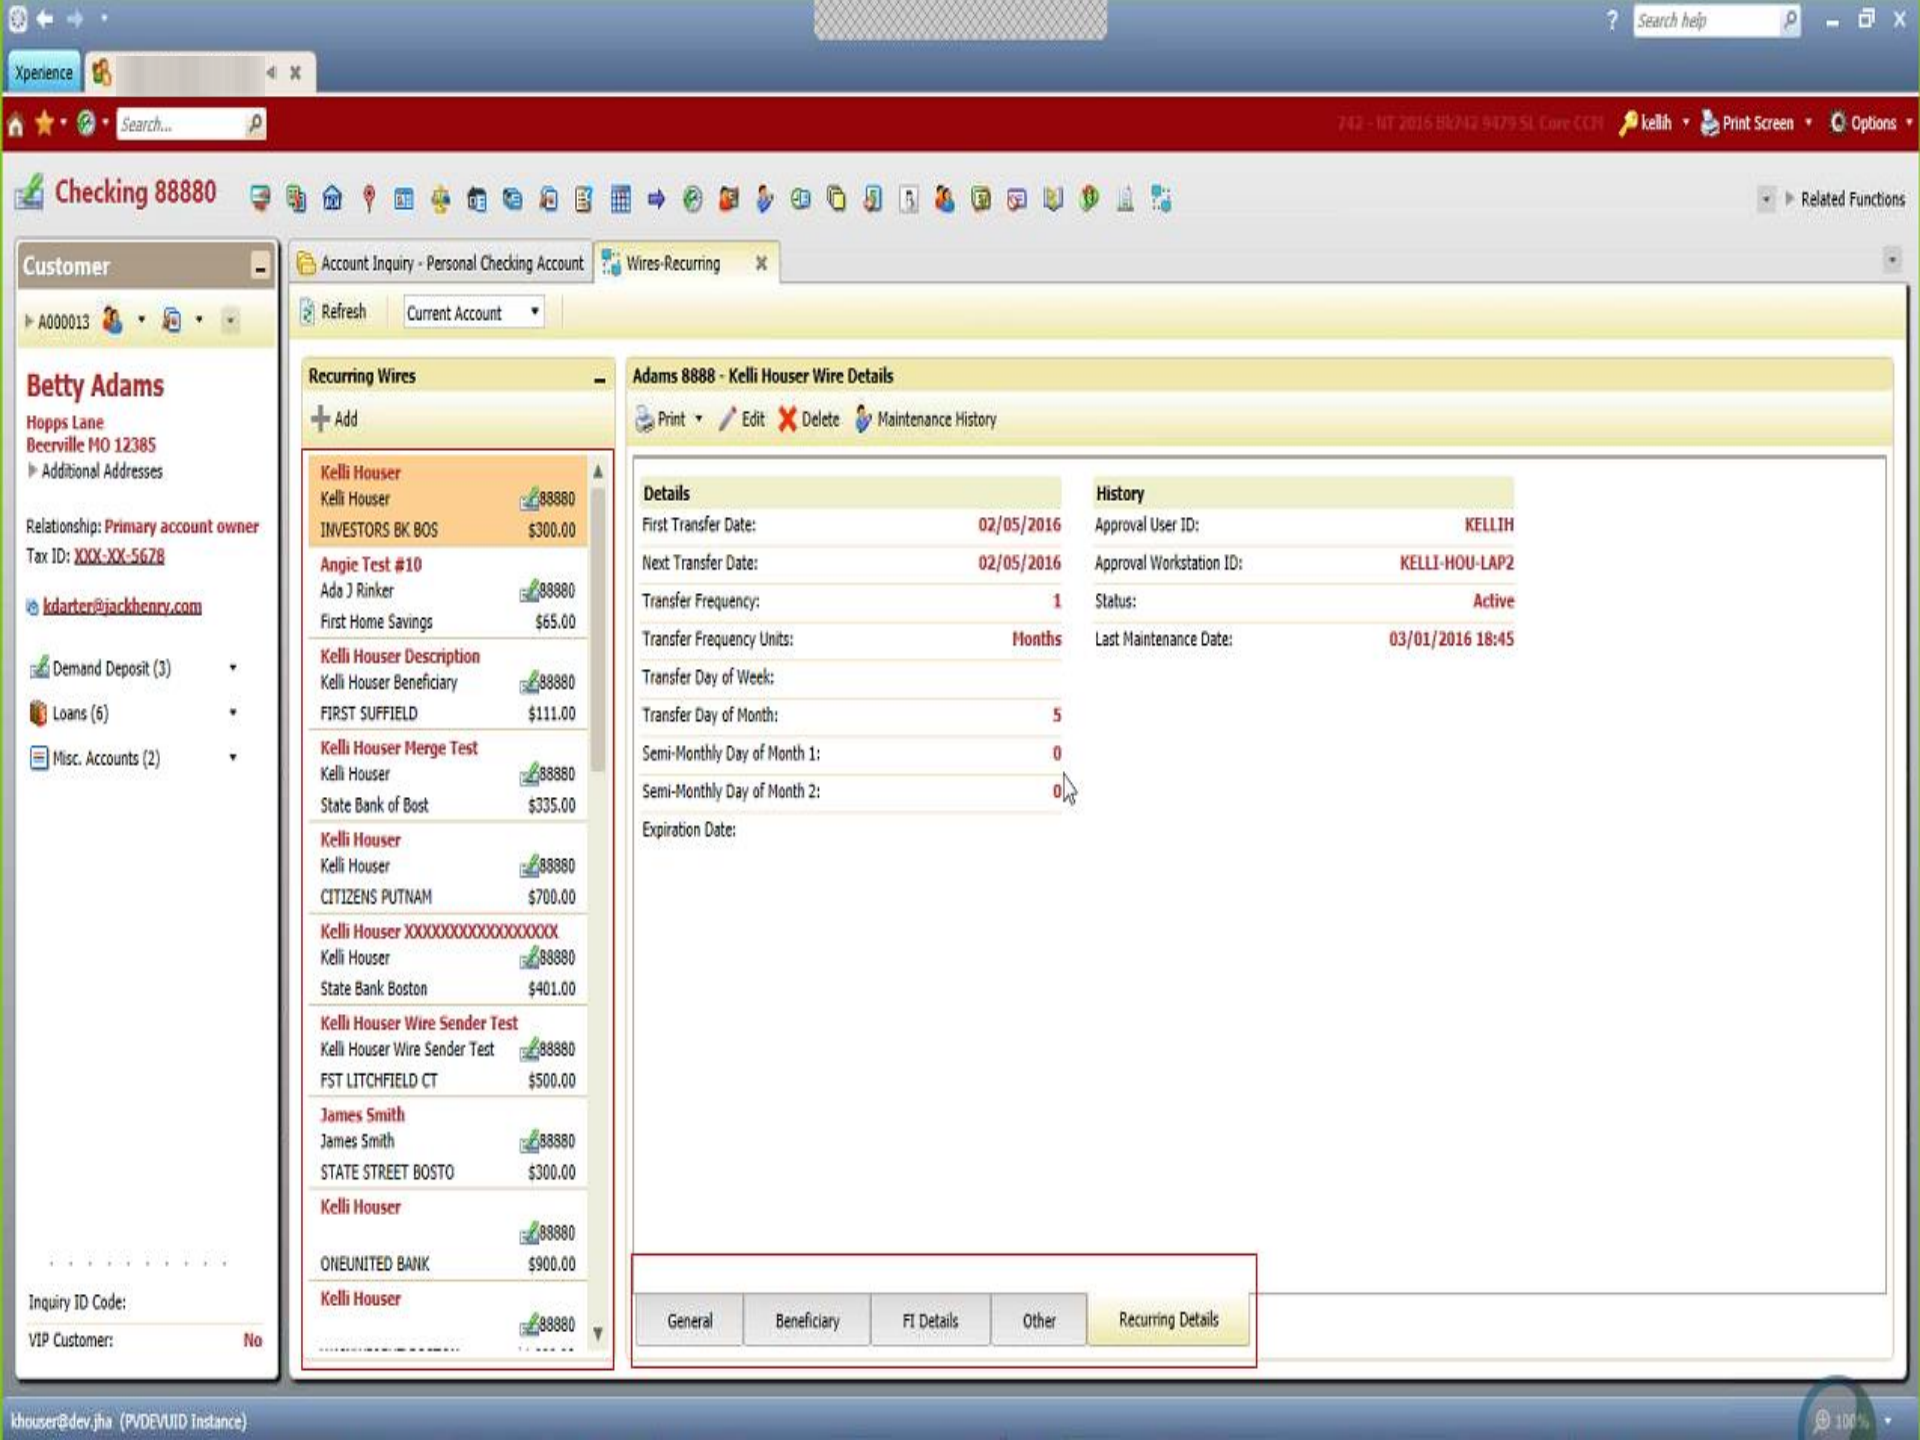 ? Search help
Xperience
Search...
742 - NT 2016 Bk742 9479 SL Core CCM
kellih
Print Screen
Options
Checking 88880
Related Functions
Customer
A000013
Betty Adams
Hopps Lane
Beerville MO 12385
Additional Addresses
Relationship: Primary account owner
Tax ID: XXX-XX-5678
kdarter@jackhenry.com
Demand Deposit (3)
Loans (6)
Misc. Accounts (2)
Inquiry ID Code:
VIP Customer: No
Account Inquiry - Personal Checking Account
Wires-Recurring
Refresh
Current Account
Recurring Wires
Add
Kelli Houser
Kelli Houser 88880
INVESTORS BK BOS $300.00
Angie Test #10
Ada J Rinker 88880
First Home Savings $65.00
Kelli Houser Description
Kelli Houser Beneficiary 88880
FIRST SUFFIELD $111.00
Kelli Houser Merge Test
Kelli Houser 88880
State Bank of Bost $335.00
Kelli Houser
Kelli Houser 88880
CITIZENS PUTNAM $700.00
Kelli Houser XXXXXXXXXXXXXXXXX
Kelli Houser 88880
State Bank Boston $401.00
Kelli Houser Wire Sender Test
Kelli Houser Wire Sender Test 88880
FST LITCHFIELD CT $500.00
James Smith
James Smith 88880
STATE STREET BOSTO $300.00
Kelli Houser
88880
ONEUNITED BANK $900.00
Kelli Houser
88880
Adams 8888 - Kelli Houser Wire Details
Print Edit Delete Maintenance History
Details
First Transfer Date: 02/05/2016
Next Transfer Date: 02/05/2016
Transfer Frequency: 1
Transfer Frequency Units: Months
Transfer Day of Week:
Transfer Day of Month: 5
Semi-Monthly Day of Month 1: 0
Semi-Monthly Day of Month 2: 0
Expiration Date:
History
Approval User ID: KELLIH
Approval Workstation ID: KELLI-HOU-LAP2
Status: Active
Last Maintenance Date: 03/01/2016 18:45
General
Beneficiary
FI Details
Other
Recurring Details
khouser@dev.jha (PVDEVUID Instance)
100%